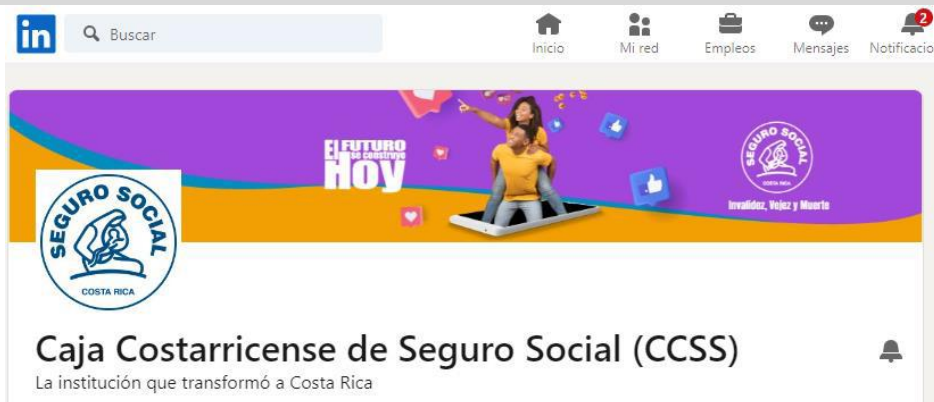 in
Buscar
2
Inicio
Mi red
Empleos
Mensajes
Notificacio
EL FUTURO
se construye
HOY
SEGURO SOCIAL
COSTA RICA
Invalidez, Vejez y Muerte
SEGURO SOCIAL
COSTA RICA
Caja Costarricense de Seguro Social (CCSS)
La institución que transformó a Costa Rica